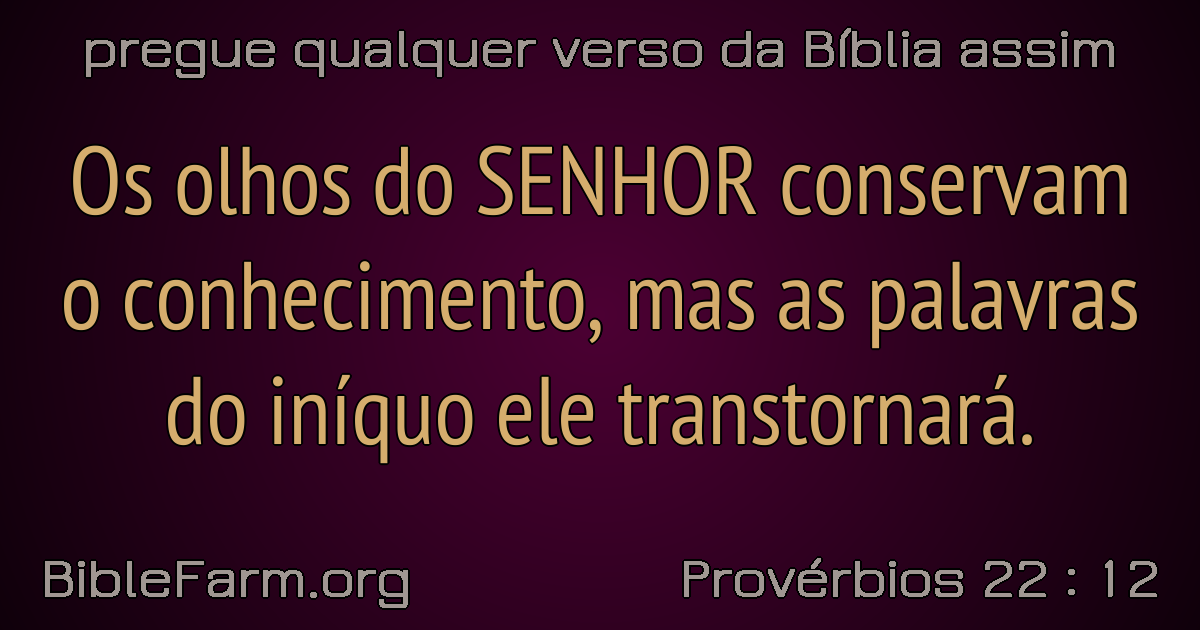 pregue qualquer verso da Bíblia assim
Os olhos do SENHOR conservam
o conhecimento, mas as palavras
do iníquo ele transtornará.
BibleFarm.org
Provérbios 22 : 12